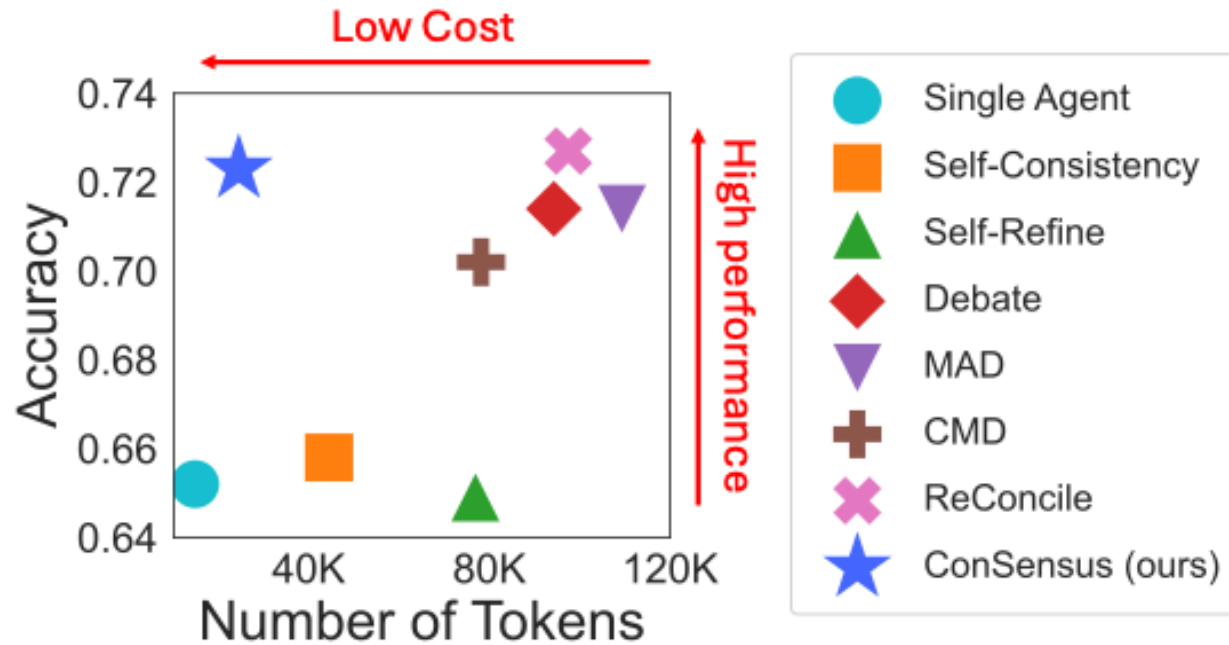 Low Cost
0.74
0.72
0.70
0.68
0.66
0.64
Accuracy
40K
80K
120K
Number of Tokens
High performance
Single Agent
Self-Consistency
Self-Refine
Debate
MAD
CMD
ReConcile
ConSensus (ours)